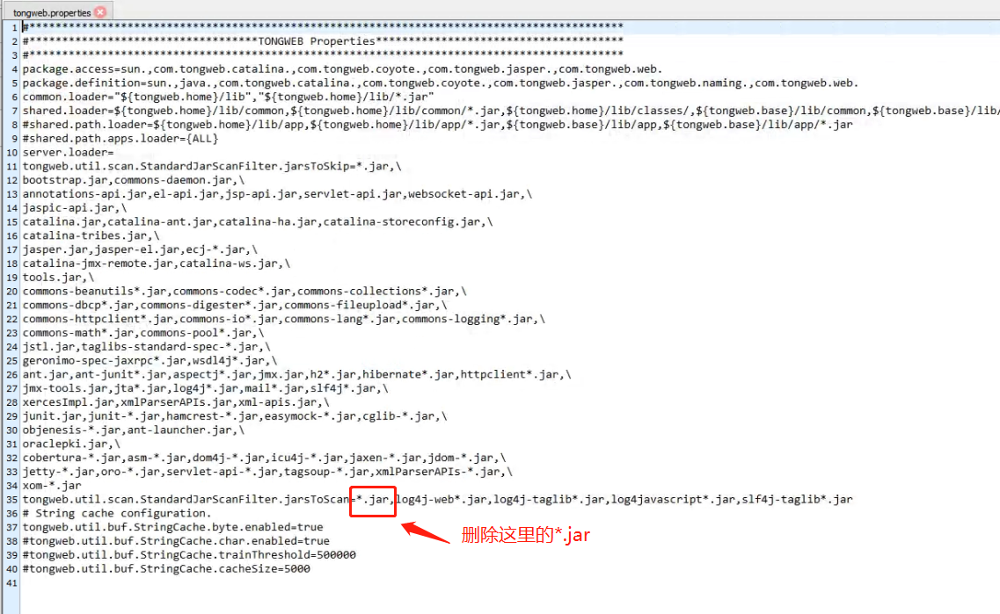 tongweb.properties
1 #******************************************************************************************
2 #***********************************TONGWEB Properties**************************************
3 #******************************************************************************************
4 package.access=sun.,com.tongweb.catalina.,com.tongweb.coyote.,com.tongweb.jasper.,com.tongweb.web.
5 package.definition=sun.,java.,com.tongweb.catalina.,com.tongweb.coyote.,com.tongweb.jasper.,com.tongweb.naming.,com.tongweb.web.
6 common.loader="${tongweb.home}/lib","${tongweb.home}/lib/*.jar"
7 shared.loader=${tongweb.home}/lib/common,${tongweb.home}/lib/common/*.jar,${tongweb.home}/lib/classes/,${tongweb.base}/lib/common,${tongweb.base}/lib/
8 #shared.path.loader=${tongweb.home}/lib/app,${tongweb.home}/lib/app/*.jar,${tongweb.base}/lib/app,${tongweb.base}/lib/app/*.jar
9 #shared.path.apps.loader={ALL}
10 server.loader=
11 tongweb.util.scan.StandardJarScanFilter.jarsToSkip=*.jar,\
12 bootstrap.jar,commons-daemon.jar,\
13 annotations-api.jar,el-api.jar,jsp-api.jar,servlet-api.jar,websocket-api.jar,\
14 jaspic-api.jar,\
15 catalina.jar,catalina-ant.jar,catalina-ha.jar,catalina-storeconfig.jar,\
16 catalina-tribes.jar,\
17 jasper.jar,jasper-el.jar,ecj-*.jar,\
18 catalina-jmx-remote.jar,catalina-ws.jar,\
19 tools.jar,\
20 commons-beanutils*.jar,commons-codec*.jar,commons-collections*.jar,\
21 commons-dbcp*.jar,commons-digester*.jar,commons-fileupload*.jar,\
22 commons-httpclient*.jar,commons-io*.jar,commons-lang*.jar,commons-logging*.jar,\
23 commons-math*.jar,commons-pool*.jar,\
24 jstl.jar,taglibs-standard-spec-*.jar,\
25 geronimo-spec-jaxrpc*.jar,wsdl4j*.jar,\
26 ant.jar,ant-junit*.jar,aspectj*.jar,jmx.jar,h2*.jar,hibernate*.jar,httpclient*.jar,\
27 jmx-tools.jar,jta*.jar,log4j*.jar,mail*.jar,slf4j*.jar,\
28 xercesImpl.jar,xmlParserAPIs.jar,xml-apis.jar,\
29 junit.jar,junit-*.jar,hamcrest-*.jar,easymock-*.jar,cglib-*.jar,\
30 objenesis-*.jar,ant-launcher.jar,\
31 oraclepki.jar,\
32 cobertura-*.jar,asm-*.jar,dom4j-*.jar,icu4j-*.jar,jaxen-*.jar,jdom-*.jar,\
33 jetty-*.jar,oro-*.jar,servlet-api-*.jar,tagsoup-*.jar,xmlParserAPIs-*.jar,\
34 xom-*.jar
35 tongweb.util.scan.StandardJarScanFilter.jarsToScan=*.jar,log4j-web*.jar,log4j-taglib*.jar,log4javascript*.jar,slf4j-taglib*.jar
36 # String cache configuration.
37 tongweb.util.buf.StringCache.byte.enabled=true
删除这里的*.jar
38 #tongweb.util.buf.StringCache.char.enabled=true
39 #tongweb.util.buf.StringCache.trainThreshold=500000
40 #tongweb.util.buf.StringCache.cacheSize=5000
41